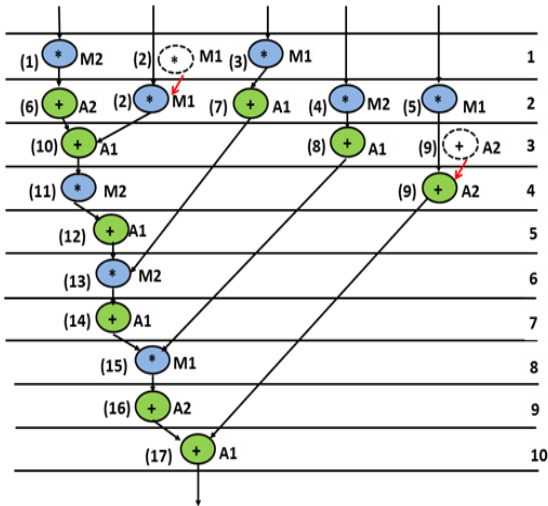 (1) * M2 (2) * M1 (3) * M1 1
(6) + A2 (2) * M1 (7) + A1 (4) * M2 (5) * M1 2
(10) + A1 (8) + A1 (9) + A2 3
(11) * M2 (9) + A2 4
(12) + A1 5
(13) * M2 6
(14) + A1 7
(15) * M1 8
(16) + A2 9
(17) + A1 10